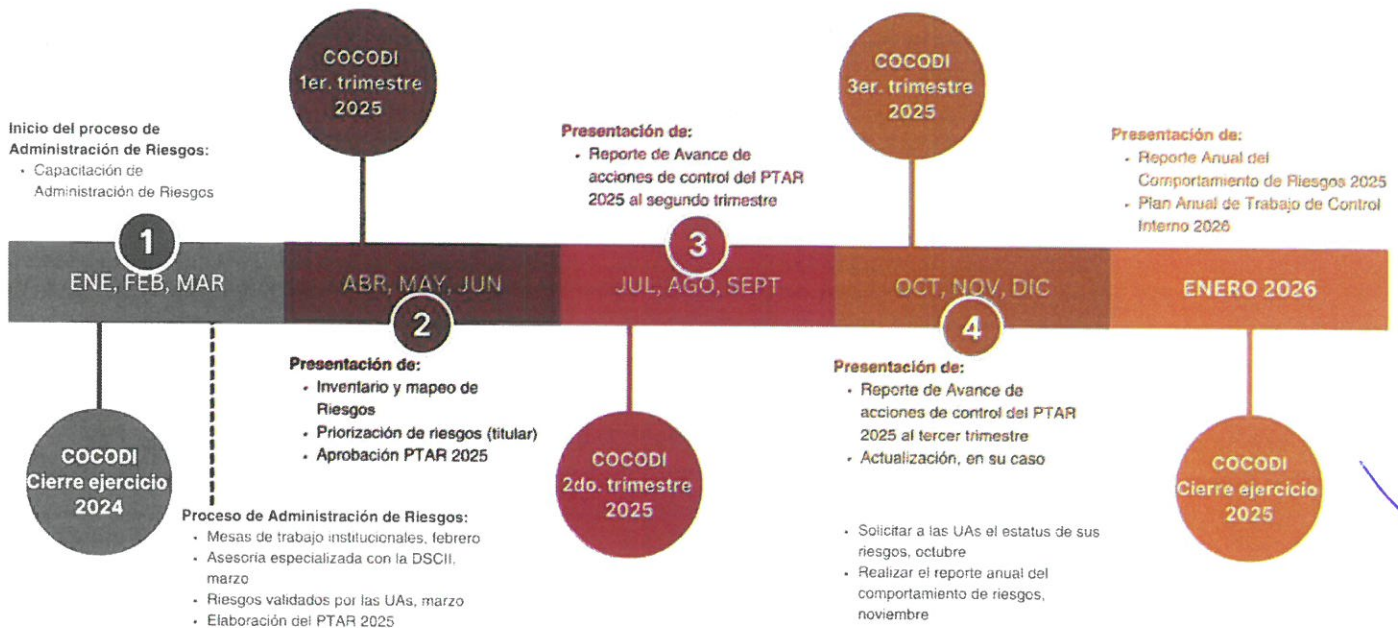 COCODI
1er. trimestre
2025
COCODI
3er. trimestre
2025
Inicio del proceso de
Administración de Riesgos:
• Capacitación de
Administración de Riesgos
Presentación de:
• Reporte de Avance de
acciones de control del PTAR
2025 al segundo trimestre
Presentación de:
• Reporte Anual del
Comportamiento de Riesgos 2025
• Plan Anual de Trabajo de Control
Interno 2026
1
3
ENE, FEB, MAR
ABR, MAY, JUN
JUL, AGO, SEPT
OCT, NOV, DIC
ENERO 2026
2
4
Presentación de:
• Inventario y mapeo de
Riesgos
• Priorización de riesgos (titular)
• Aprobación PTAR 2025
Presentación de:
• Reporte de Avance de
acciones de control del PTAR
2025 al tercer trimestre
• Actualización, en su caso
COCODI
Cierre ejercicio
2024
COCODI
2do. trimestre
2025
COCODI
Cierre ejercicio
2025
Proceso de Administración de Riesgos:
• Mesas de trabajo institucionales, febrero
• Asesoría especializada con la DSCII,
marzo
• Riesgos validados por las UAs, marzo
• Elaboración del PTAR 2025
• Solicitar a las UAs el estatus de sus
riesgos, octubre
• Realizar el reporte anual del
comportamiento de riesgos,
noviembre